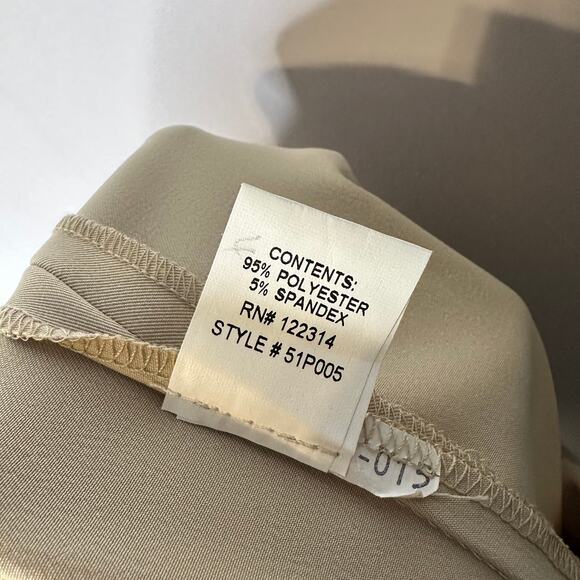 CONTENTS:
95% POLYESTER
5% SPANDEX
RN# 122314
STYLE # 51P005